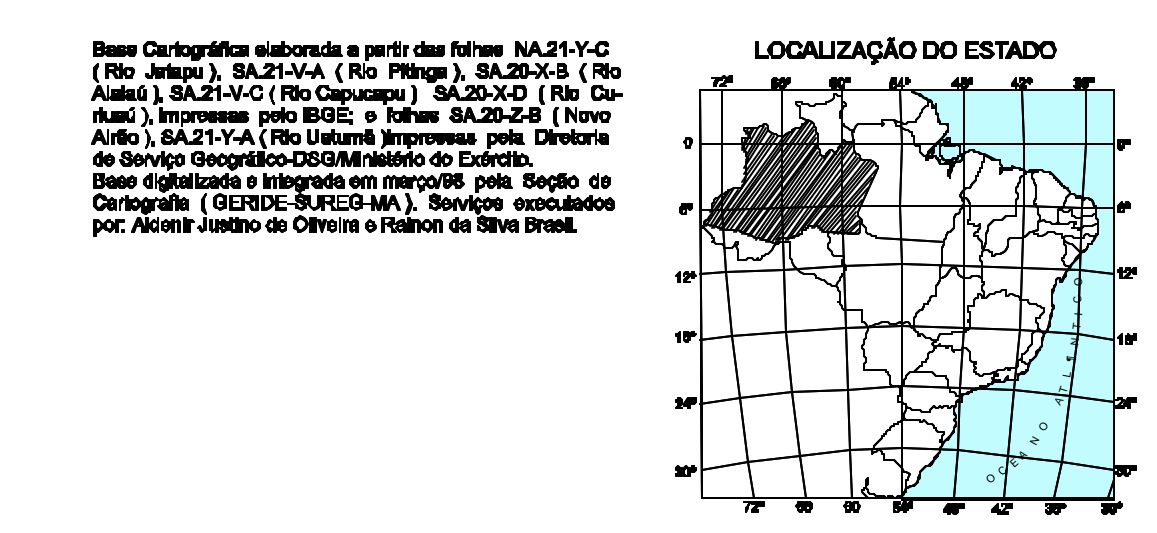 Base Cartográfica elaborada a partir das folhas NA.21-Y-C
( Rio Jatapu ), SA.21-V-A ( Rio Pitinga ), SA.20-X-B ( Rio
Alalaú ), SA.21-V-C ( Rio Capucapu ) SA.20-X-D ( Rio Cu-
riuaú ), impressas pelo IBGE; e folhas SA.20-Z-B ( Novo
Airão ), SA.21-Y-A ( Rio Uatumã )impressas pela Diretoria
de Serviço Geográfico-DSG/Ministério do Exército.
Base digitalizada e integrada em março/98 pela Seção de
Cartografia ( GERIDE-SUREG-MA ). Serviços executados
por: Aldenir Justino de Oliveira e Raimon da Silva Brasil.
LOCALIZAÇÃO DO ESTADO
72° 66° 60° 54° 48° 42° 36°
0 0°
6° 6°
12° 12°
18° 18°
24° 24°
30° 30°
OCEANO ATLÂNTICO
72° 66 60 54° 48° 42° 36° 30°